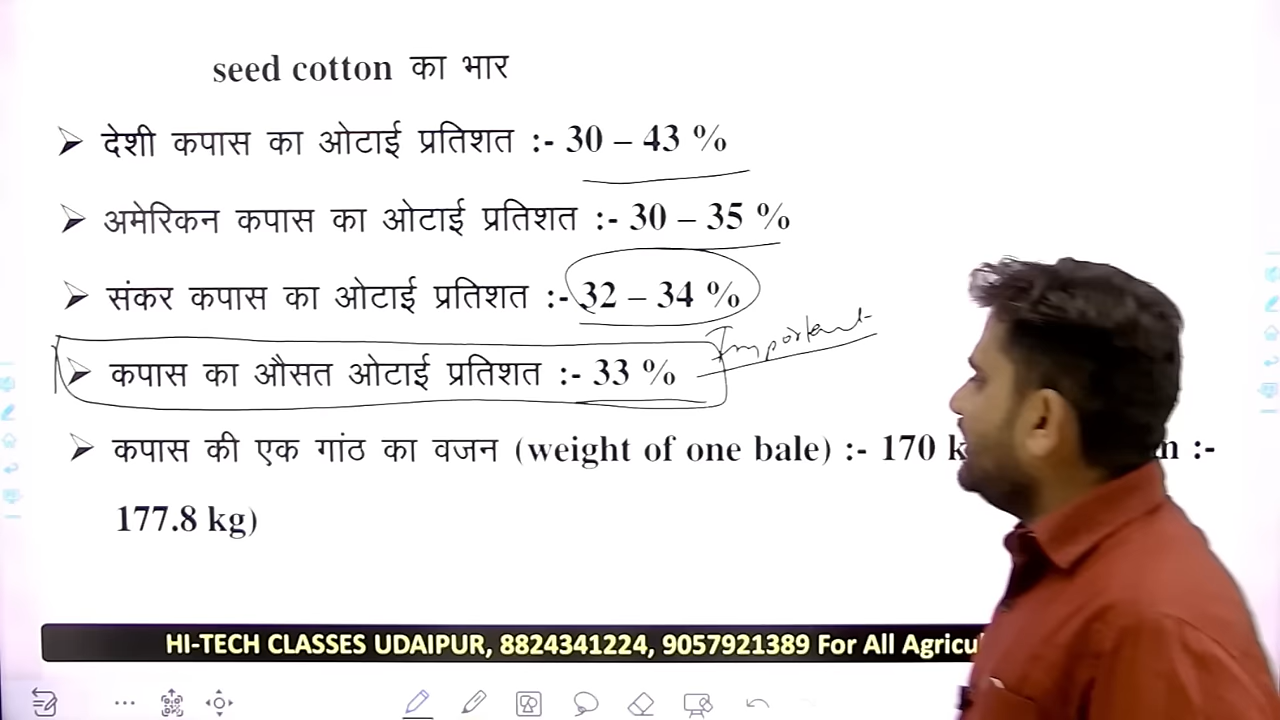 seed cotton का भार
➢ देशी कपास का ओटाई प्रतिशत :- 30 – 43 %
➢ अमेरिकन कपास का ओटाई प्रतिशत :- 30 – 35 %
➢ संकर कपास का ओटाई प्रतिशत :- 32 – 34 %
Important
➢ कपास का औसत ओटाई प्रतिशत :- 33 %
➢ कपास की एक गांठ का वजन (weight of one bale) :- 170 :-
177.8 kg)
HI-TECH CLASSES UDAIPUR, 8824341224, 9057921389 For All